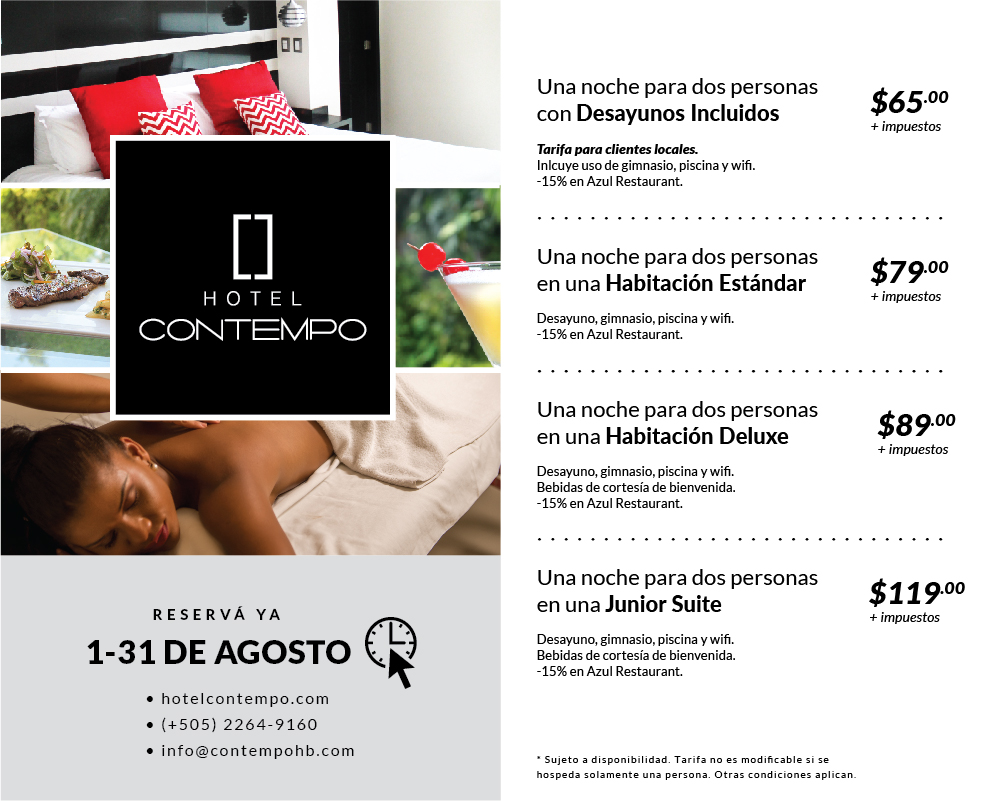 HOTEL
CONTEMPO
RESERVÁ YA
1-31 DE AGOSTO
• hotelcontempo.com
• (+505) 2264-9160
• info@contempohb.com
Una noche para dos personas
con Desayunos Incluidos
$65.00
+ impuestos
Tarifa para clientes locales.
Inlcuye uso de gimnasio, piscina y wifi.
-15% en Azul Restaurant.
Una noche para dos personas
en una Habitación Estándar
$79.00
+ impuestos
Desayuno, gimnasio, piscina y wifi.
-15% en Azul Restaurant.
Una noche para dos personas
en una Habitación Deluxe
$89.00
+ impuestos
Desayuno, gimnasio, piscina y wifi.
Bebidas de cortesía de bienvenida.
-15% en Azul Restaurant.
Una noche para dos personas
en una Junior Suite
$119.00
+ impuestos
Desayuno, gimnasio, piscina y wifi.
Bebidas de cortesía de bienvenida.
-15% en Azul Restaurant.
* Sujeto a disponibilidad. Tarifa no es modificable si se
hospeda solamente una persona. Otras condiciones aplican.